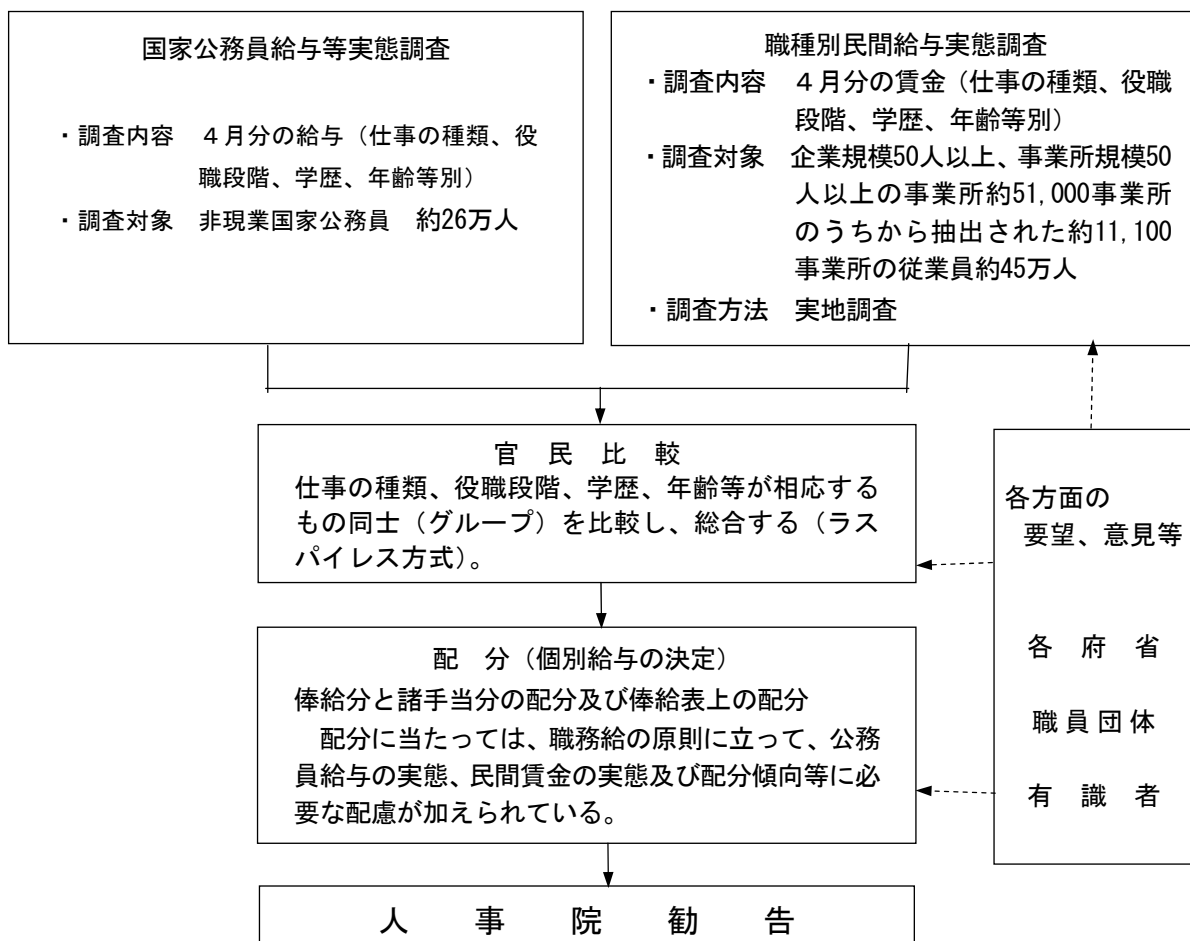 国家公務員給与等実態調査
・調査内容　４月分の給与（仕事の種類、役
職段階、学歴、年齢等別）
・調査対象　非現業国家公務員　約26万人
職種別民間給与実態調査
・調査内容　４月分の賃金（仕事の種類、役職
段階、学歴、年齢等別）
・調査対象　企業規模50人以上、事業所規模50
人以上の事業所約51,000事業所
のうちから抽出された約11,100
事業所の従業員約45万人
・調査方法　実地調査
官　民　比　較
仕事の種類、役職段階、学歴、年齢等が相応する
もの同士（グループ）を比較し、総合する（ラス
パイレス方式）。
配　分（個別給与の決定）
俸給分と諸手当分の配分及び俸給表上の配分
　配分に当たっては、職務給の原則に立って、公務
員給与の実態、民間賃金の実態及び配分傾向等に必
要な配慮が加えられている。
各方面の
要望、意見等
各　府　省
職員団体
有　識　者
人　事　院　勧　告